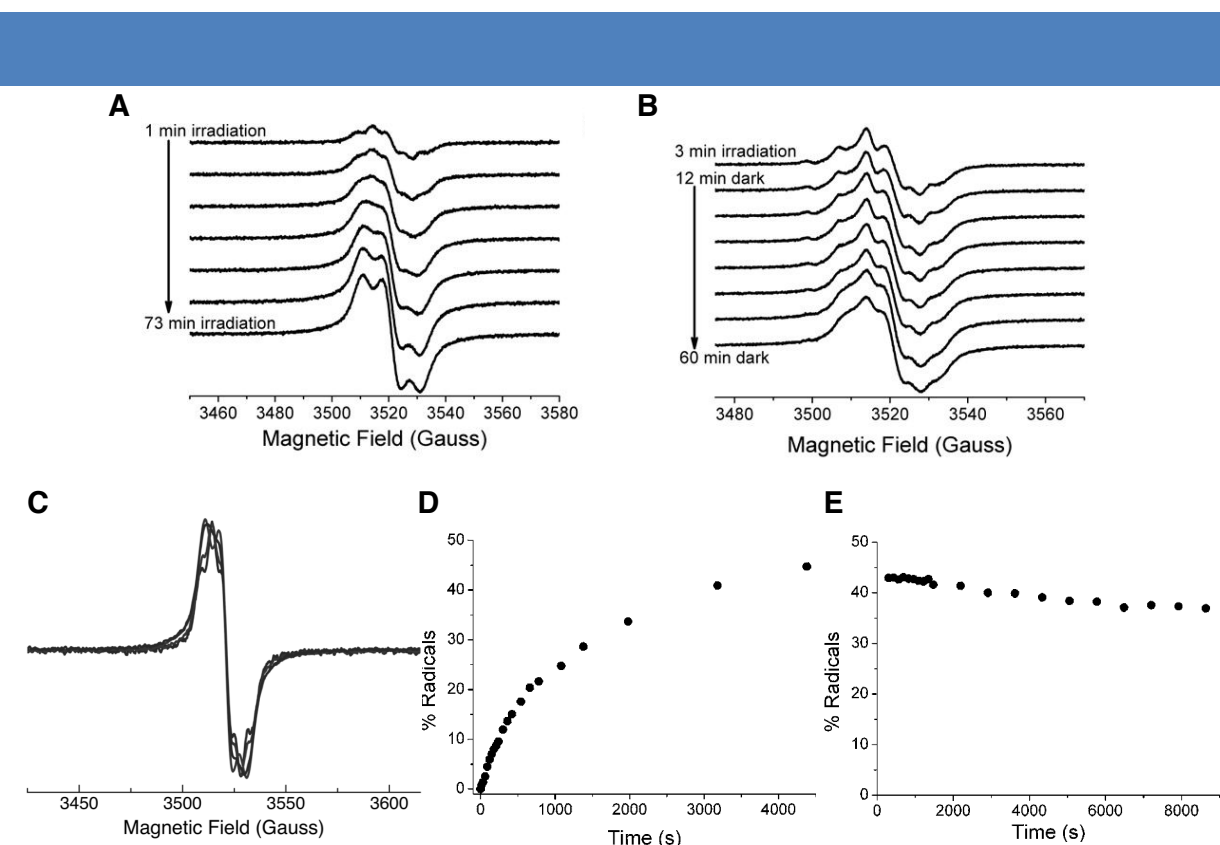 A
B
1 min irradiation
73 min irradiation
3460 3480 3500 3520 3540 3560 3580
Magnetic Field (Gauss)
3 min irradiation
12 min dark
60 min dark
3480 3500 3520 3540 3560
Magnetic Field (Gauss)
C
D
E
3450 3500 3550 3600
Magnetic Field (Gauss)
50
40
30
20
10
0
% Radicals
0 1000 2000 3000 4000
Time (s)
50
40
30
20
10
0
% Radicals
0 2000 4000 6000 8000
Time (s)